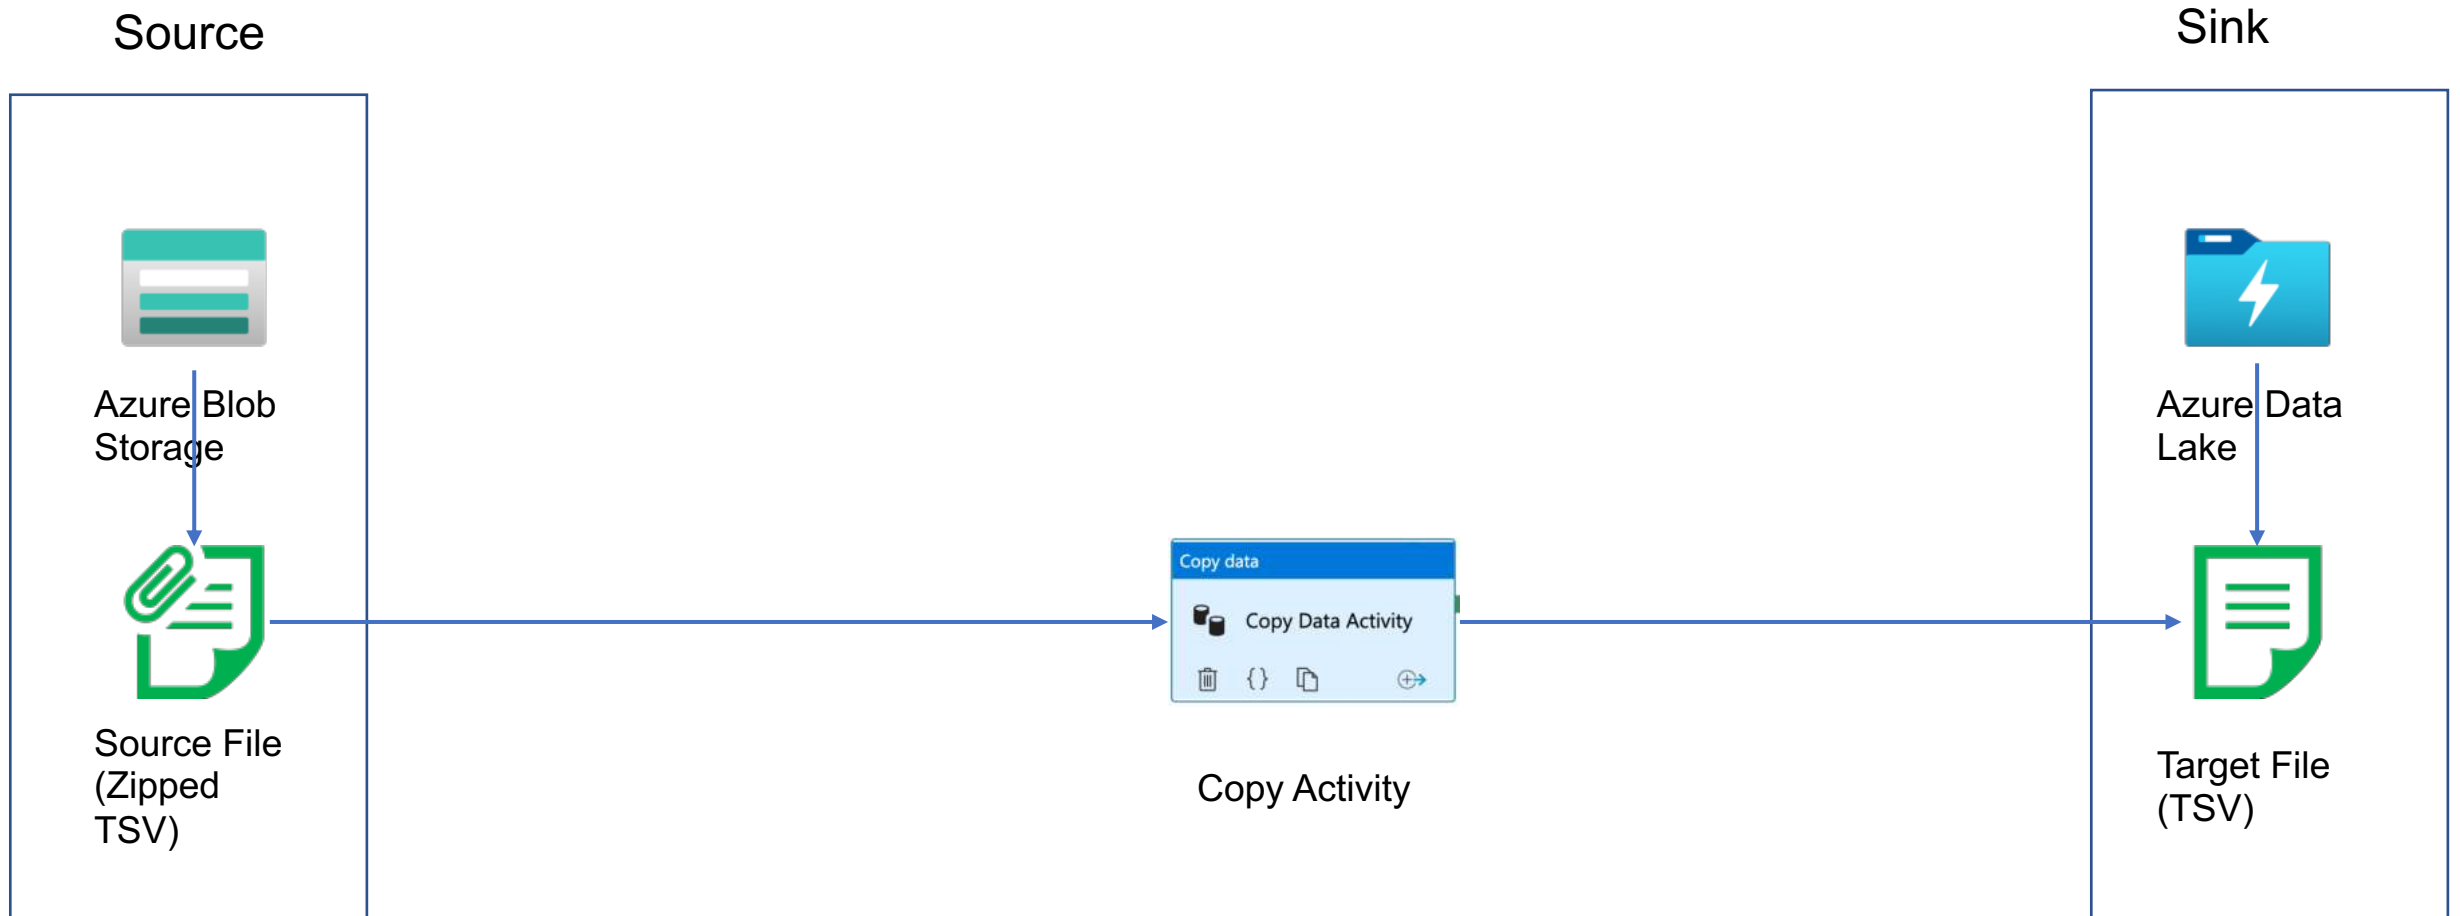 Source
Sink
Azure Blob
Storage
Azure Data
Lake
Copy data
Copy Data Activity
Source File
(Zipped
TSV)
Copy Activity
Target File
(TSV)